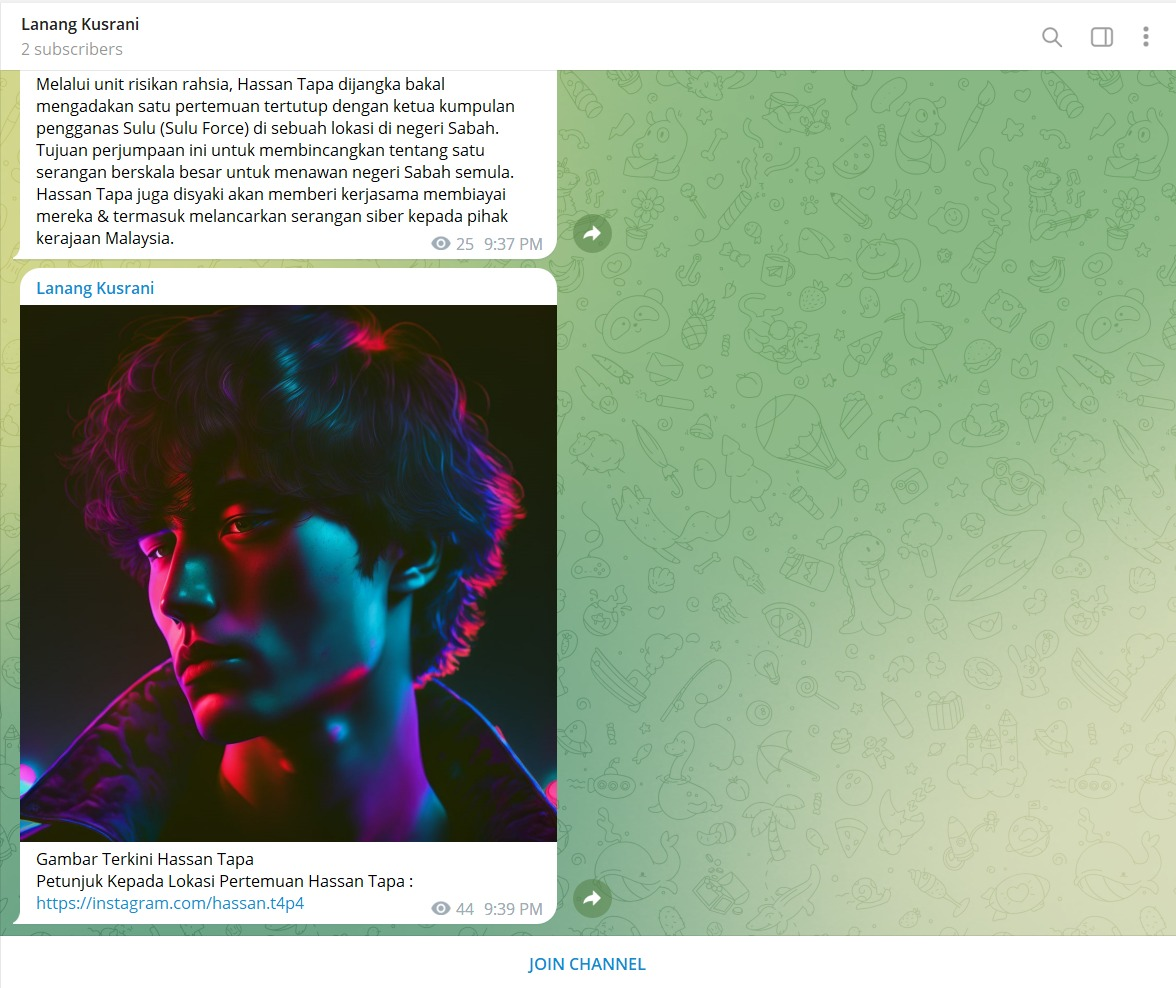 Lanang Kusrani
2 subscribers
Melalui unit risikan rahsia, Hassan Tapa dijangka bakal
mengadakan satu pertemuan tertutup dengan ketua kumpulan
pengganas Sulu (Sulu Force) di sebuah lokasi di negeri Sabah.
Tujuan perjumpaan ini untuk membincangkan tentang satu
serangan berskala besar untuk menawan negeri Sabah semula.
Hassan Tapa juga disyaki akan memberi kerjasama membiayai
mereka & termasuk melancarkan serangan siber kepada pihak
kerajaan Malaysia.
25 9:37 PM
Lanang Kusrani
Gambar Terkini Hassan Tapa
Petunjuk Kepada Lokasi Pertemuan Hassan Tapa :
https://instagram.com/hassan.t4p4
44 9:39 PM
JOIN CHANNEL